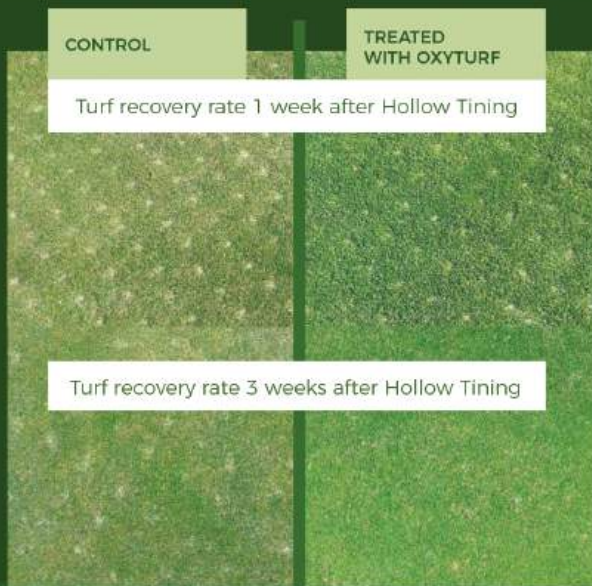 CONTROL
TREATED
WITH OXYTURF
Turf recovery rate 1 week after Hollow Tining
Turf recovery rate 3 weeks after Hollow Tining